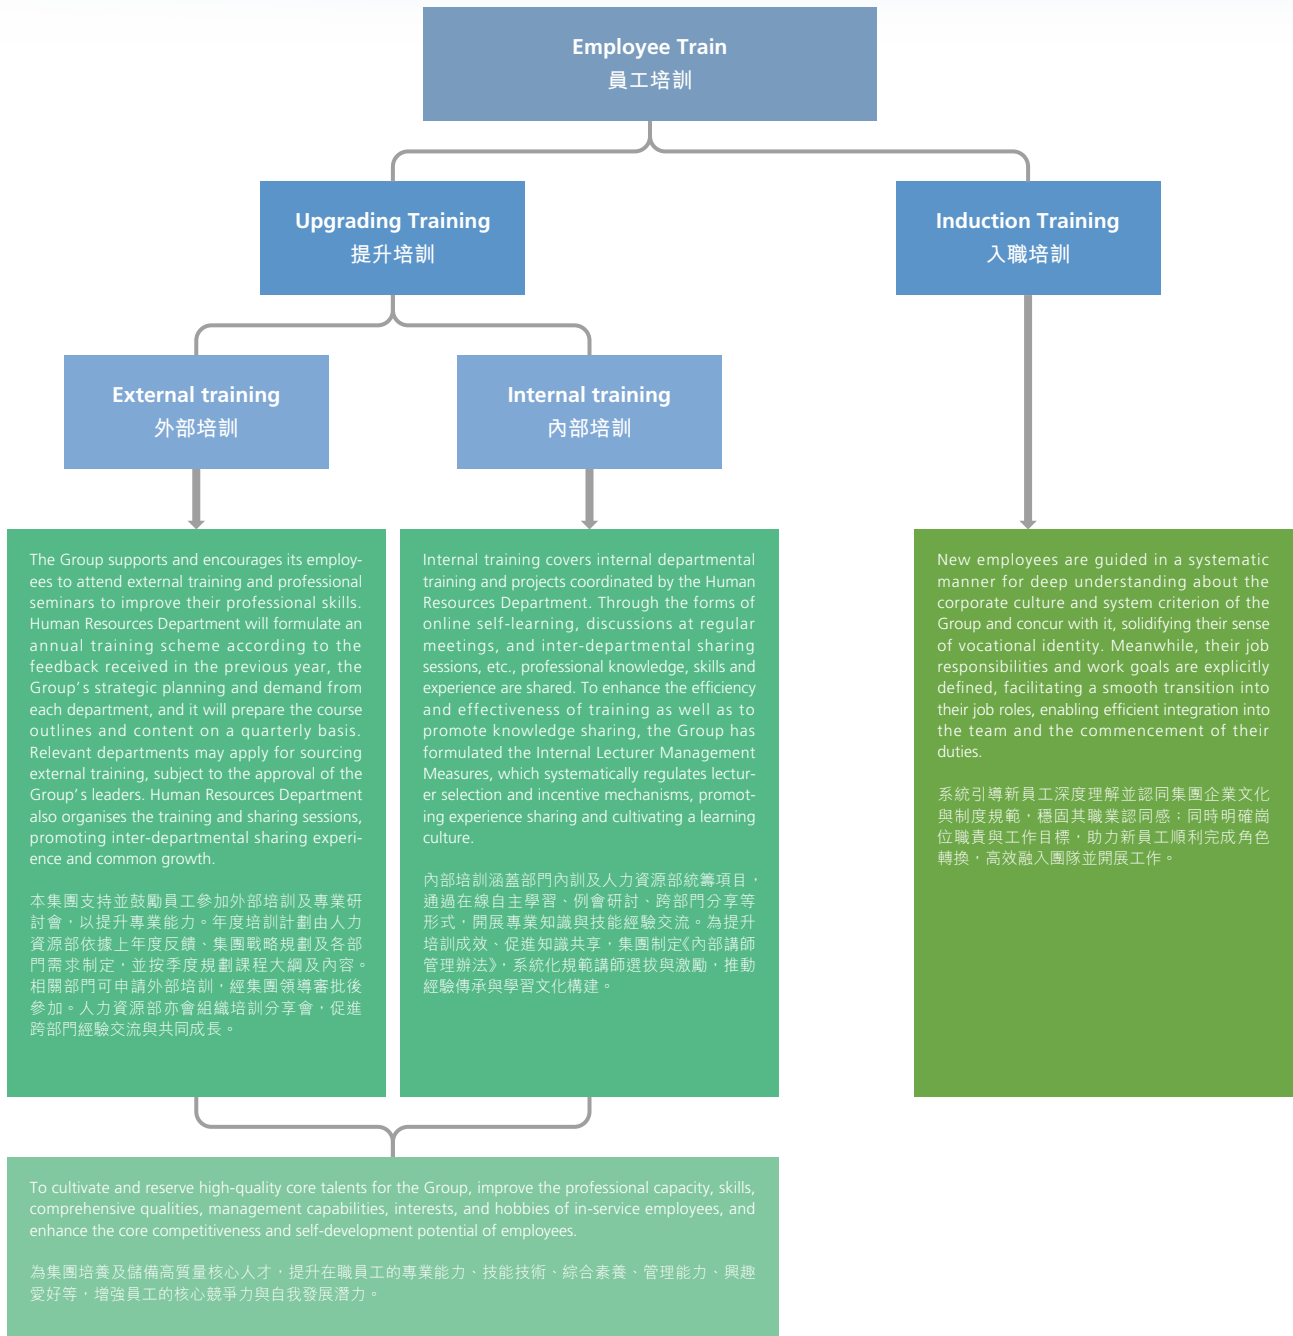 Employee Train
員工培訓
Upgrading Training
提升培訓
Induction Training
入職培訓
External training
外部培訓
Internal training
內部培訓
The Group supports and encourages its employ-
ees to attend external training and professional
seminars to improve their professional skills.
Human Resources Department will formulate an
annual training scheme according to the
feedback received in the previous year, the
Group's strategic planning and demand from
each department, and it will prepare the course
outlines and content on a quarterly basis.
Relevant departments may apply for sourcing
external training, subject to the approval of the
Group's leaders. Human Resources Department
also organises the training and sharing sessions,
promoting inter-departmental sharing experi-
ence and common growth.
本集團支持並鼓勵員工參加外部培訓及專業研
討會，以提升專業能力。年度培訓計劃由人力
資源部依據上年度反饋、集團戰略規劃及各部
門需求制定，並按季度規劃課程大綱及內容。
相關部門可申請外部培訓，經集團領導審批後
參加。人力資源部亦會組織培訓分享會，促進
跨部門經驗交流與共同成長。
Internal training covers internal departmental
training and projects coordinated by the Human
Resources Department. Through the forms of
online self-learning, discussions at regular
meetings, and inter-departmental sharing
sessions, etc., professional knowledge, skills and
experience are shared. To enhance the efficiency
and effectiveness of training as well as to
promote knowledge sharing, the Group has
formulated the Internal Lecturer Management
Measures, which systematically regulates lectur-
er selection and incentive mechanisms, promot-
ing experience sharing and cultivating a learning
culture.
內部培訓涵蓋部門內訓及人力資源部統籌項目，
通過在線自主學習、例會研討、跨部門分享等
形式，開展專業知識與技能經驗交流。為提升
培訓成效、促進知識共享，集團制定《內部講師
管理辦法》，系統化規範講師選拔與激勵，推動
經驗傳承與學習文化構建。
New employees are guided in a systematic
manner for deep understanding about the
corporate culture and system criterion of the
Group and concur with it, solidifying their sense
of vocational identity. Meanwhile, their job
responsibilities and work goals are explicitly
defined, facilitating a smooth transition into
their job roles, enabling efficient integration into
the team and the commencement of their
duties.
系統引導新員工深度理解並認同集團企業文化
與制度規範，穩固其職業認同感；同時明確崗
位職責與工作目標，助力新員工順利完成角色
轉換，高效融入團隊並開展工作。
To cultivate and reserve high-quality core talents for the Group, improve the professional capacity, skills,
comprehensive qualities, management capabilities, interests, and hobbies of in-service employees, and
enhance the core competitiveness and self-development potential of employees.
為集團培養及儲備高質量核心人才，提升在職員工的專業能力、技能技術、綜合素養、管理能力、興趣
愛好等，增強員工的核心競爭力與自我發展潛力。